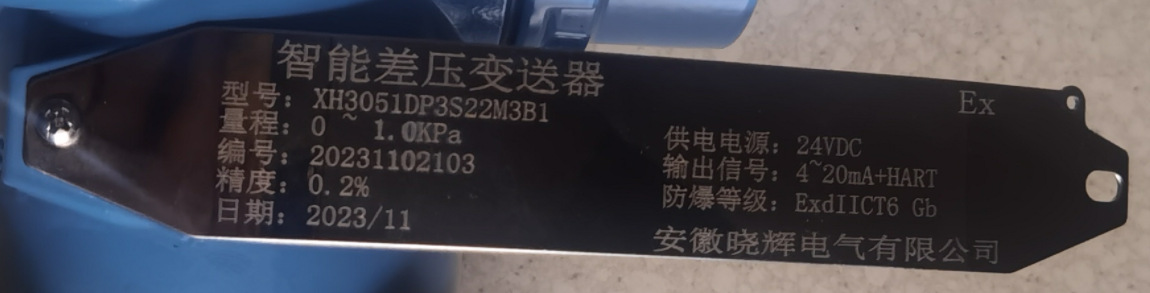 智能差压变送器
型号：XH3051DP3S22M3B1
量程：0 ~ 1.0KPa
编号：20231102103
精度：0.2%
日期：2023/11
Ex
供电电源：24VDC
输出信号：4~20mA+HART
防爆等级：ExdIICT6 Gb
安徽晓辉电气有限公司